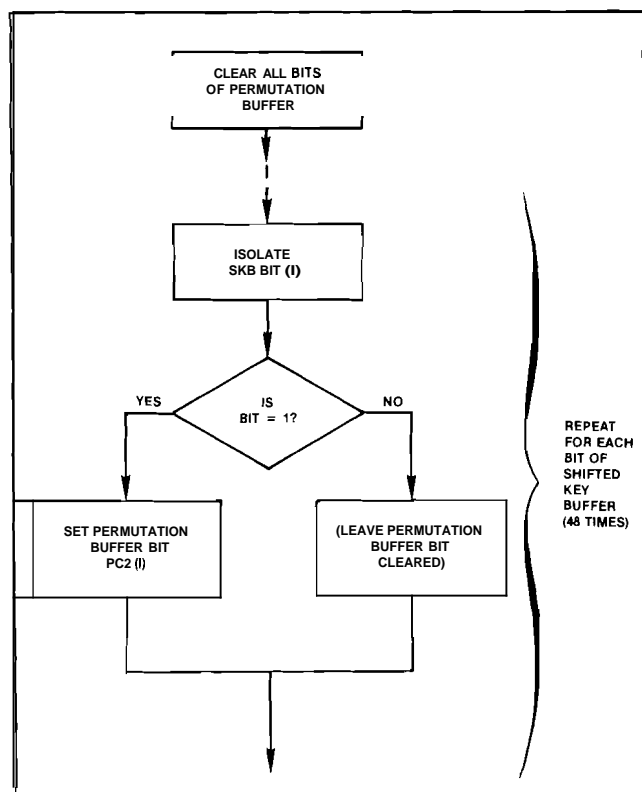 CLEAR ALL BITS
OF PERMUTATION
BUFFER
ISOLATE
SKB BIT (I)
IS
BIT = 1?
YES
NO
SET PERMUTATION
BUFFER BIT
PC2 (I)
(LEAVE PERMUTATION
BUFFER BIT
CLEARED)
REPEAT
FOR EACH
BIT OF
SHIFTED
KEY
BUFFER
(48 TIMES)